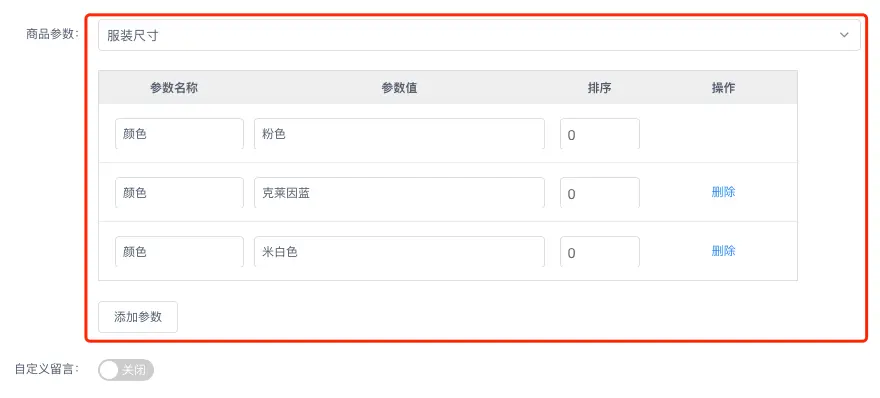 商品参数: 服装尺寸
参数名称 参数值 排序 操作
颜色 粉色 0
颜色 克莱因蓝 0 删除
颜色 米白色 0 删除
添加参数
自定义留言: 关闭